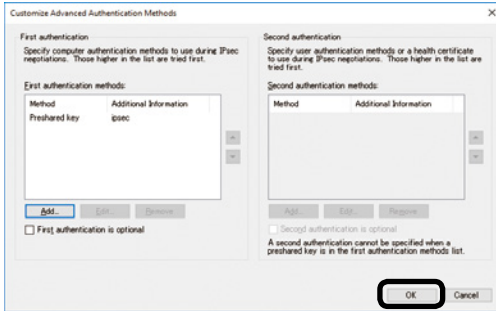 Customize Advanced Authentication Methods
First authentication
Specify computer authentication methods to use during IPsec
negotiations. Those higher in the list are tried first.
First authentication methods:
Method Additional Information
Preshared key ipsec
Add... Edit... Remove
First authentication is optional
Second authentication
Specify user authentication methods or a health certificate
to use during IPsec negotiations. Those higher in the list are
tried first.
Second authentication methods:
Method Additional Information
Add... Edit... Remove
Second authentication is optional
A second authentication cannot be specified when a
preshared key is in the first authentication methods list.
OK Cancel